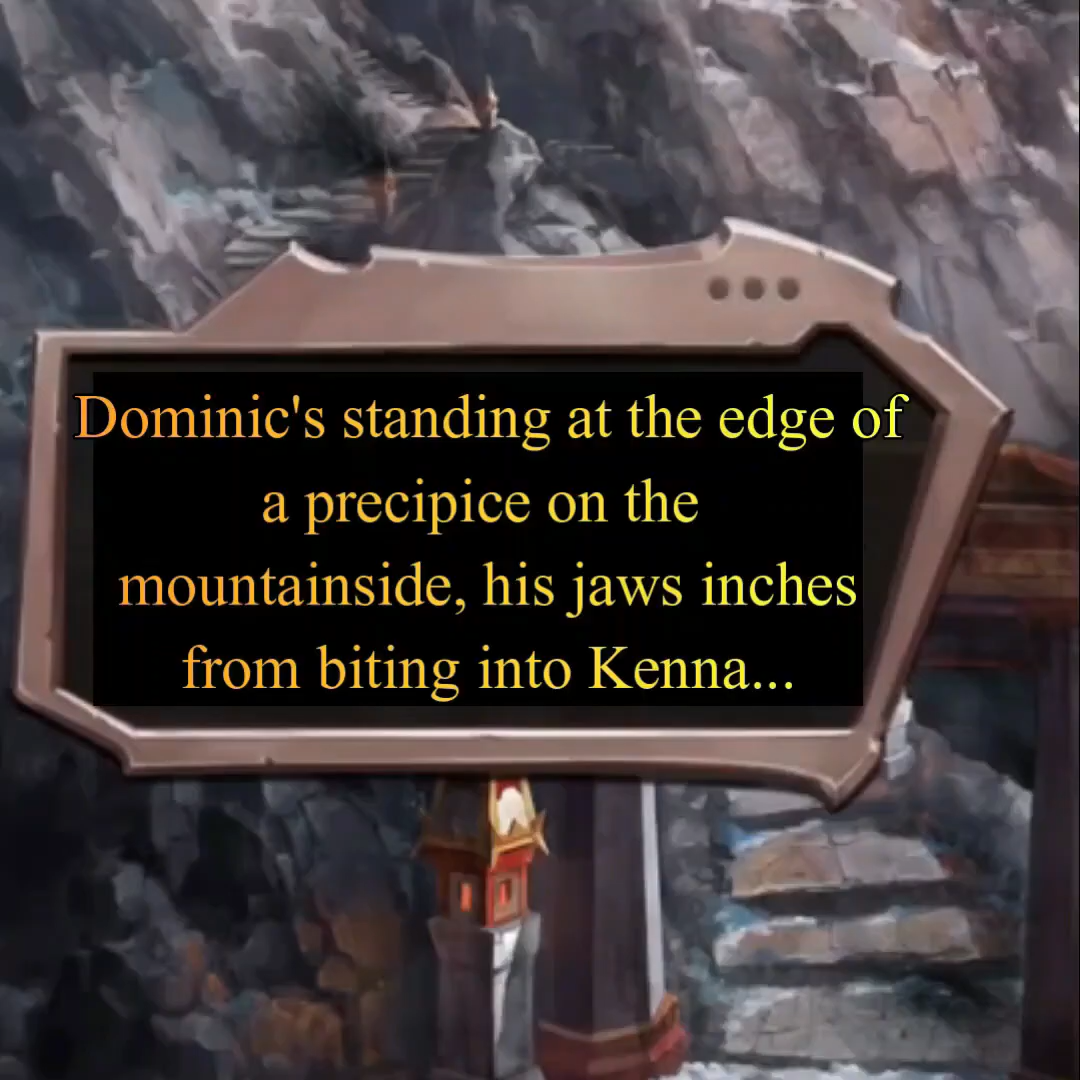 Dominic's standing at the edge of
a precipice on the
mountainside, his jaws inches
from biting into Kenna...